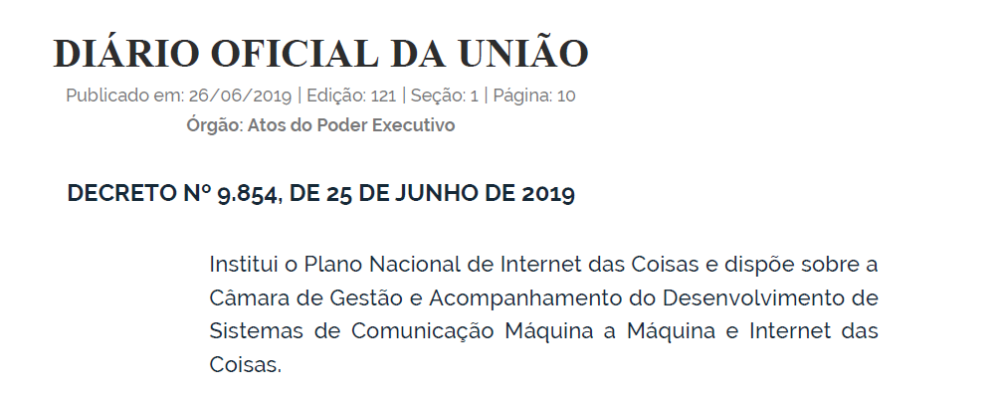 DIÁRIO OFICIAL DA UNIÃO
Publicado em: 26/06/2019 | Edição: 121 | Seção: 1 | Página: 10
Órgão: Atos do Poder Executivo
DECRETO Nº 9.854, DE 25 DE JUNHO DE 2019
Institui o Plano Nacional de Internet das Coisas e dispõe sobre a
Câmara de Gestão e Acompanhamento do Desenvolvimento de
Sistemas de Comunicação Máquina a Máquina e Internet das
Coisas.